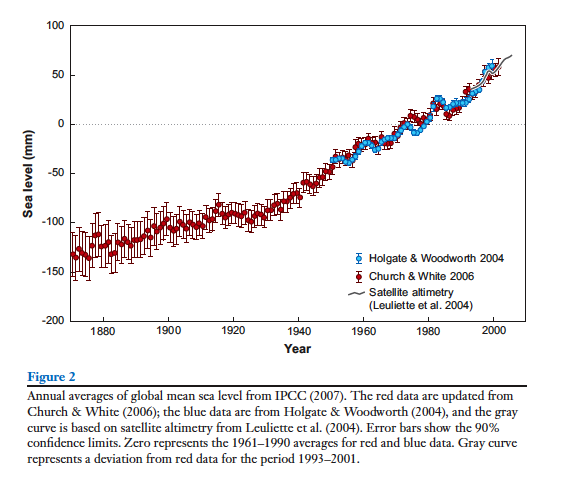 100
50
0
-50
-100
-150
-200
Sea level (mm)
1880 1900 1920 1940 1960 1980 2000
Year
Holgate & Woodworth 2004
Church & White 2006
Satellite altimetry
(Leuliette et al. 2004)
Figure 2
Annual averages of global mean sea level from IPCC (2007). The red data are updated from
Church & White (2006); the blue data are from Holgate & Woodworth (2004), and the gray
curve is based on satellite altimetry from Leuliette et al. (2004). Error bars show the 90%
confidence limits. Zero represents the 1961–1990 averages for red and blue data. Gray curve
represents a deviation from red data for the period 1993–2001.